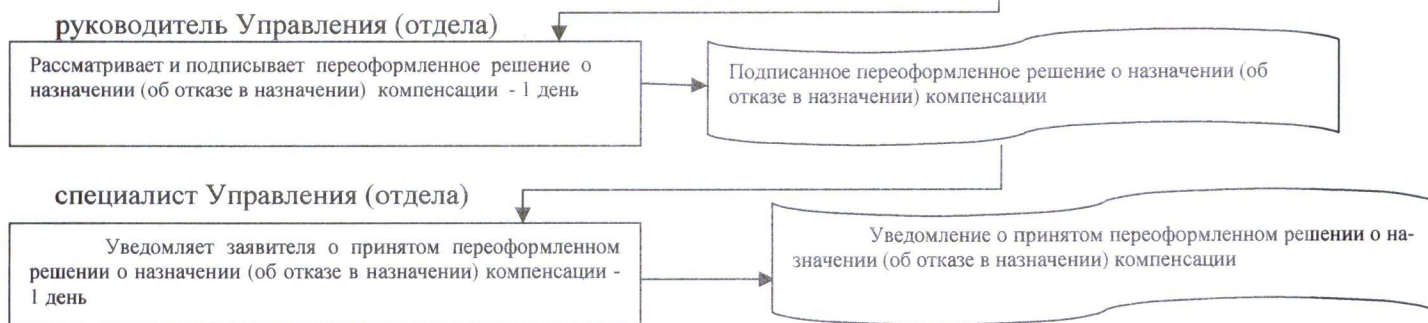 руководитель Управления (отдела)
Рассматривает и подписывает переоформленное решение о
назначении (об отказе в назначении) компенсации - 1 день
Подписанное переоформленное решение о назначении (об
отказе в назначении) компенсации
специалист Управления (отдела)
Уведомляет заявителя о принятом переоформленном
решении о назначении (об отказе в назначении) компенсации -
1 день
Уведомление о принятом переоформленном решении о на-
значении (об отказе в назначении) компенсации